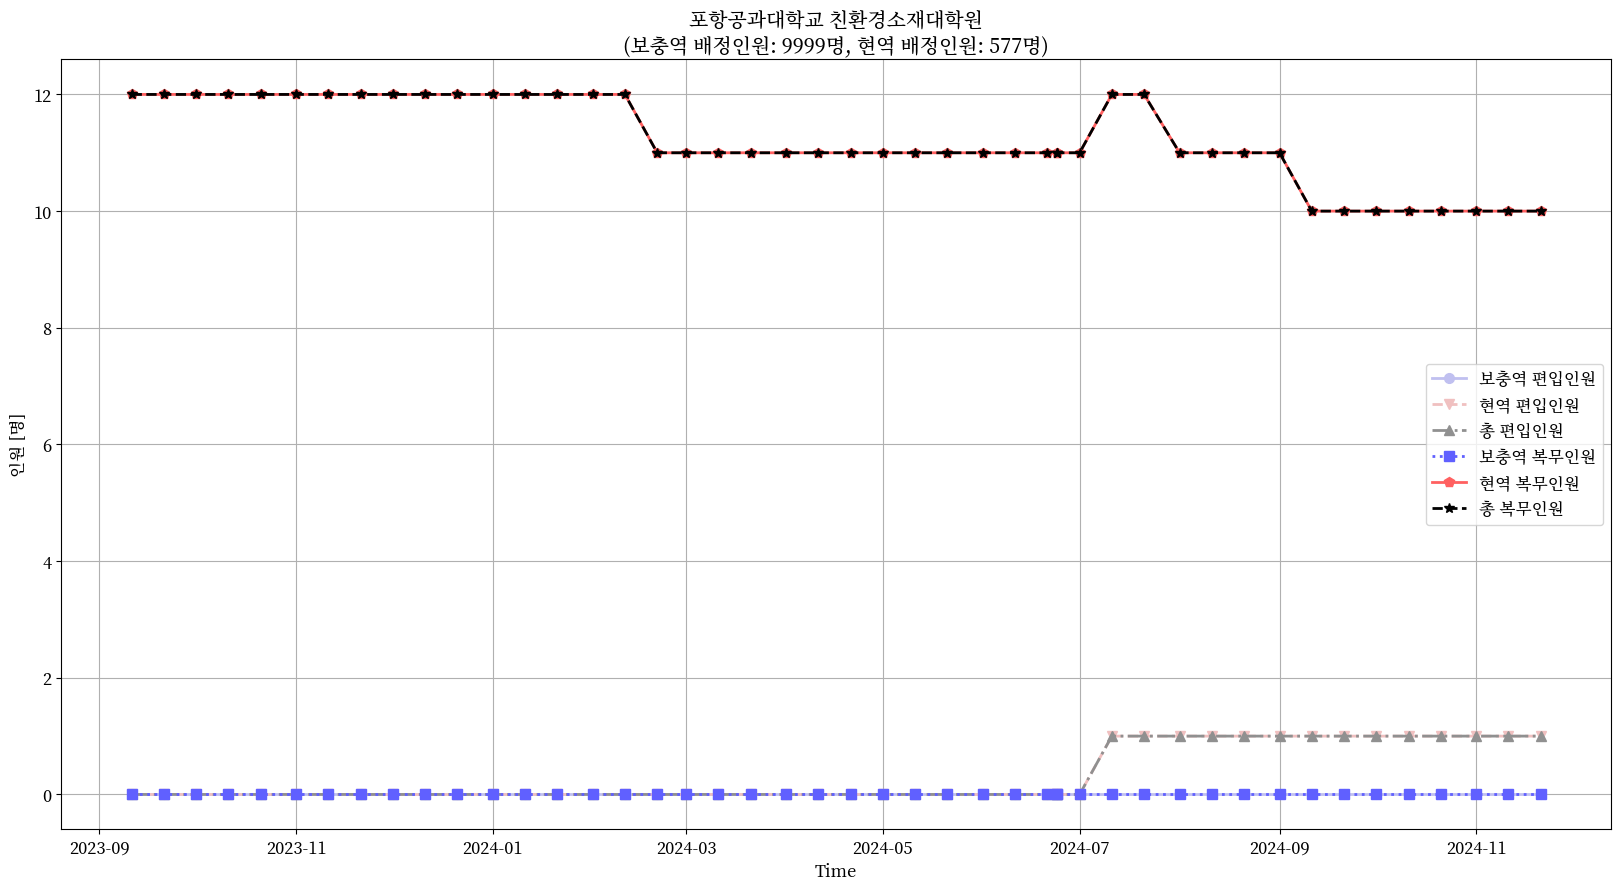 포항공과대학교 친환경소재대학원
(보충역 배정인원: 9999명, 현역 배정인원: 577명)
12
10
8
6
4
2
0
인원 [명]
보충역 편입인원
현역 편입인원
총 편입인원
보충역 복무인원
현역 복무인원
총 복무인원
2023-09
2023-11
2024-01
2024-03
2024-05
2024-07
2024-09
2024-11
Time